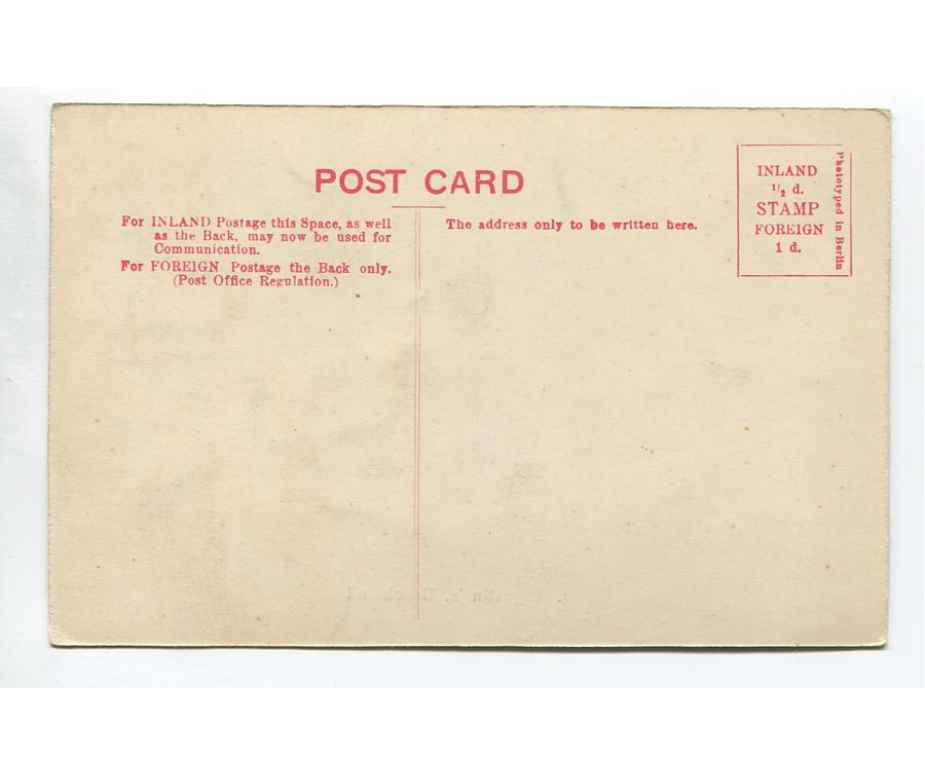 POST CARD
For INLAND Postage this Space, as well
as the Back, may now be used for
Communication.
For FOREIGN Postage the Back only.
(Post Office Regulation.)
The address only to be written here.
INLAND
½ d.
STAMP
FOREIGN
1 d.
Phototyped in Berlin